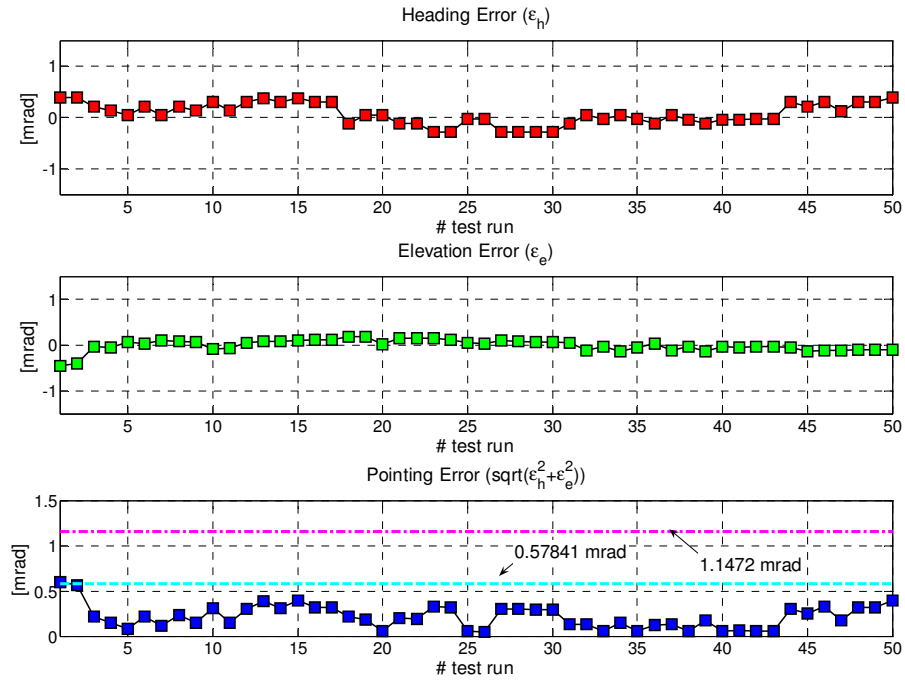 Heading Error (ε_h)
[mrad]
1
0
-1
5 10 15 20 25 30 35 40 45 50
# test run
Elevation Error (ε_e)
[mrad]
1
0
-1
5 10 15 20 25 30 35 40 45 50
# test run
Pointing Error (sqrt(ε_h^2+ε_e^2))
[mrad]
1.5
1
0.5
0
0.57841 mrad
1.1472 mrad
5 10 15 20 25 30 35 40 45 50
# test run